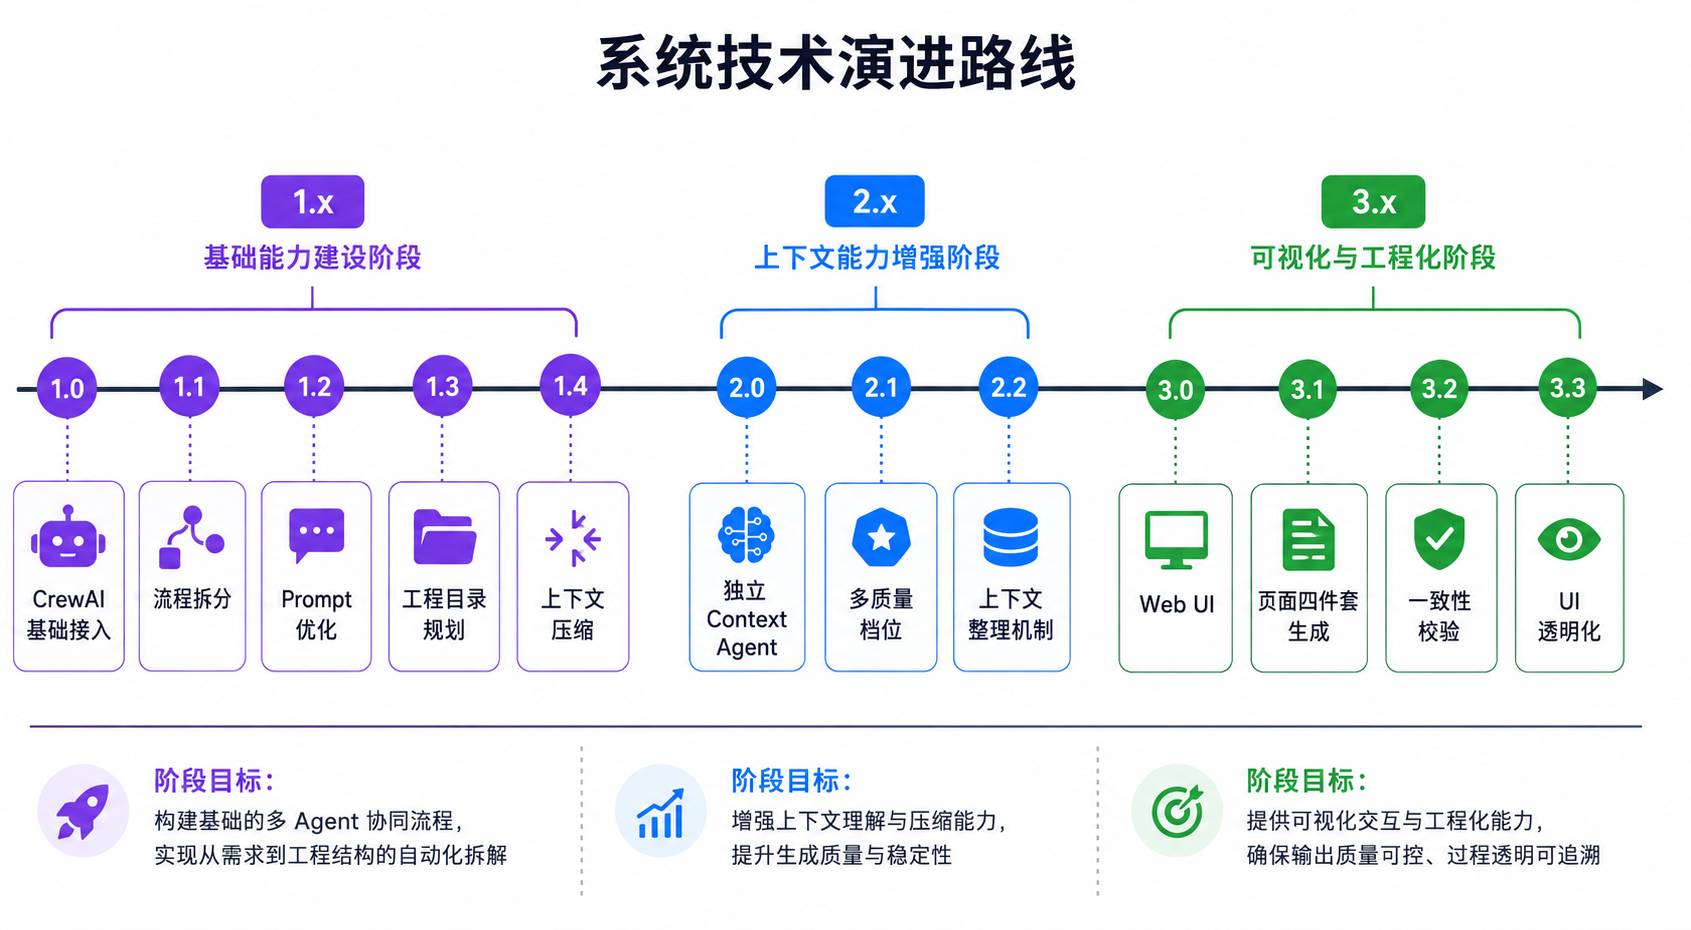 系统技术演进路线
1.x
基础能力建设阶段
2.x
上下文能力增强阶段
3.x
可视化与工程化阶段
1.0
1.1
1.2
1.3
1.4
2.0
2.1
2.2
3.0
3.1
3.2
3.3
CrewAI
基础接入
流程拆分
Prompt
优化
工程目录
规划
上下文
压缩
独立
Context
Agent
多质量
档位
上下文
整理机制
Web UI
页面四件套
生成
一致性
校验
UI
透明化
阶段目标：
构建基础的多 Agent 协同流程，
实现从需求到工程结构的自动化拆解
阶段目标：
增强上下文理解与压缩能力，
提升生成质量与稳定性
阶段目标：
提供可视化交互与工程化能力，
确保输出质量可控、过程透明可追溯